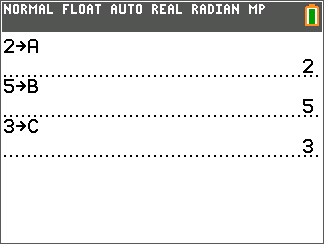 NORMAL FLOAT AUTO REAL RADIAN MP
2→A
2
5→B
5
3→C
3